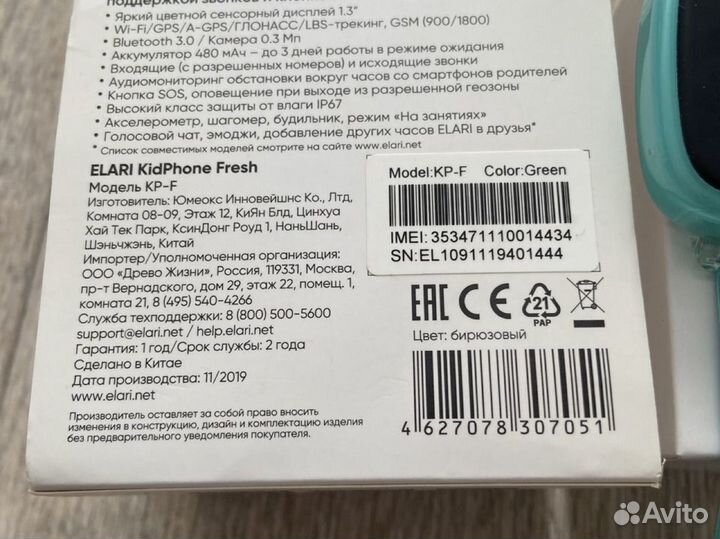 поддержкой звонков и кнопкой
• Яркий цветной сенсорный дисплей 1.3"
• Wi-Fi/GPS/A-GPS/ГЛОНАСС/LBS-трекинг, GSM (900/1800)
• Bluetooth 3.0 / Камера 0.3 Мп
• Аккумулятор 480 мАч – до 3 дней работы в режиме ожидания
• Входящие (с разрешенных номеров) и исходящие звонки
• Аудиомониторинг обстановки вокруг часов со смартфонов родителей
• Кнопка SOS, оповещение при выходе из разрешенной геозоны
• Высокий класс защиты от влаги IP67
• Акселерометр, шагомер, будильник, режим «На занятиях»
• Голосовой чат, эмоджи, добавление других часов ELARI в друзья*
* Список совместимых моделей смотрите на сайте www.elari.net
ELARI KidPhone Fresh
Модель KP-F
Изготовитель: Юмеокс Инновейшнс Ко., Лтд,
Комната 08-09, Этаж 12, КиЯн Блд, Цинхуа
Хай Тек Парк, КсинДонг Роуд 1, НаньШань,
Шэньчжэнь, Китай
Импортер/Уполномоченная организация:
ООО «Древо Жизни», Россия, 119331, Москва,
пр-т Вернадского, дом 29, этаж 22, помещ. 1,
комната 21, 8 (495) 540-4266
Служба техподдержки: 8 (800) 500-5600
support@elari.net / help.elari.net
Гарантия: 1 год/Срок службы: 2 года
Сделано в Китае
Дата производства: 11/2019
www.elari.net
Производитель оставляет за собой право вносить
изменения в конструкцию, дизайн и комплектацию изделия
без предварительного уведомления покупателя.
Model:KP-F Color:Green
IMEI: 353471110014434
SN:EL1091119401444
EAC CE 21
PAP
Цвет: бирюзовый
4 627078 307051
Avito